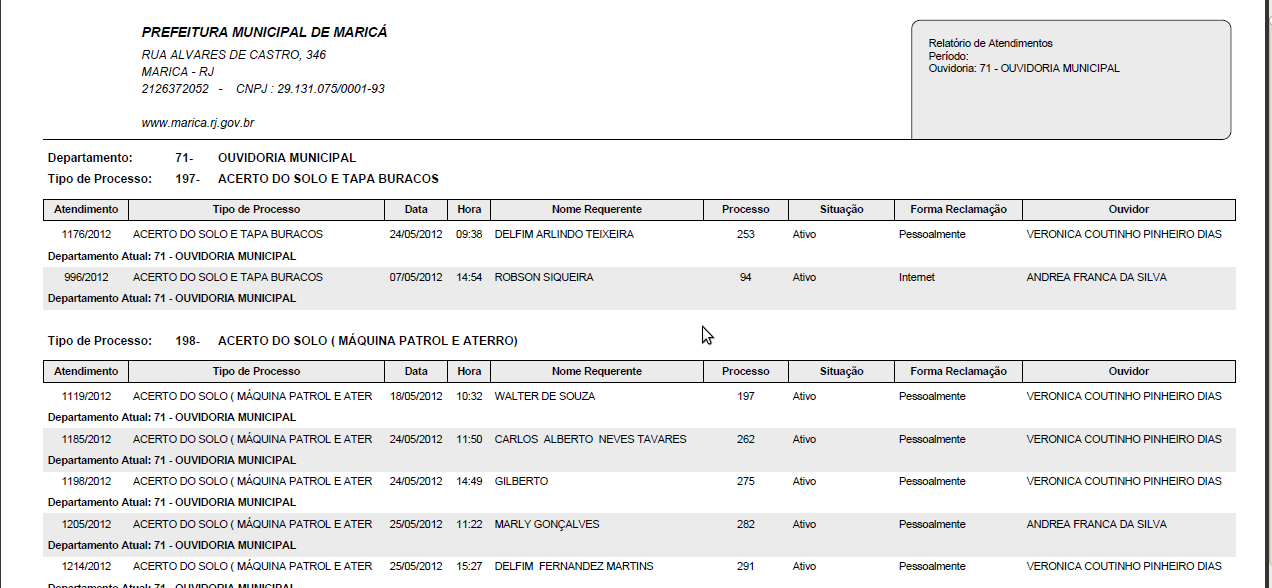 PREFEITURA MUNICIPAL DE MARICÁ
RUA ALVARES DE CASTRO, 346
MARICA - RJ
2126372052 - CNPJ : 29.131.075/0001-93
www.marica.rj.gov.br
Relatório de Atendimentos
Período:
Ouvidoria: 71 - OUVIDORIA MUNICIPAL
Departamento: 71- OUVIDORIA MUNICIPAL
Tipo de Processo: 197- ACERTO DO SOLO E TAPA BURACOS
Atendimento Tipo de Processo Data Hora Nome Requerente Processo Situação Forma Reclamação Ouvidor
1176/2012 ACERTO DO SOLO E TAPA BURACOS 24/05/2012 09:38 DELFIM ARLINDO TEIXEIRA 253 Ativo Pessoalmente VERONICA COUTINHO PINHEIRO DIAS
Departamento Atual: 71 - OUVIDORIA MUNICIPAL
996/2012 ACERTO DO SOLO E TAPA BURACOS 07/05/2012 14:54 ROBSON SIQUEIRA 94 Ativo Internet ANDREA FRANCA DA SILVA
Departamento Atual: 71 - OUVIDORIA MUNICIPAL
Tipo de Processo: 198- ACERTO DO SOLO ( MÁQUINA PATROL E ATERRO)
Atendimento Tipo de Processo Data Hora Nome Requerente Processo Situação Forma Reclamação Ouvidor
1119/2012 ACERTO DO SOLO ( MÁQUINA PATROL E ATER 18/05/2012 10:32 WALTER DE SOUZA 197 Ativo Pessoalmente VERONICA COUTINHO PINHEIRO DIAS
Departamento Atual: 71 - OUVIDORIA MUNICIPAL
1185/2012 ACERTO DO SOLO ( MÁQUINA PATROL E ATER 24/05/2012 11:50 CARLOS ALBERTO NEVES TAVARES 262 Ativo Pessoalmente VERONICA COUTINHO PINHEIRO DIAS
Departamento Atual: 71 - OUVIDORIA MUNICIPAL
1198/2012 ACERTO DO SOLO ( MÁQUINA PATROL E ATER 24/05/2012 14:49 GILBERTO 275 Ativo Pessoalmente VERONICA COUTINHO PINHEIRO DIAS
Departamento Atual: 71 - OUVIDORIA MUNICIPAL
1205/2012 ACERTO DO SOLO ( MÁQUINA PATROL E ATER 25/05/2012 11:22 MARLY GONÇALVES 282 Ativo Pessoalmente ANDREA FRANCA DA SILVA
Departamento Atual: 71 - OUVIDORIA MUNICIPAL
1214/2012 ACERTO DO SOLO ( MÁQUINA PATROL E ATER 25/05/2012 15:27 DELFIM FERNANDEZ MARTINS 291 Ativo Pessoalmente VERONICA COUTINHO PINHEIRO DIAS
Departamento Atual: 71 - OUVIDORIA MUNICIPAL